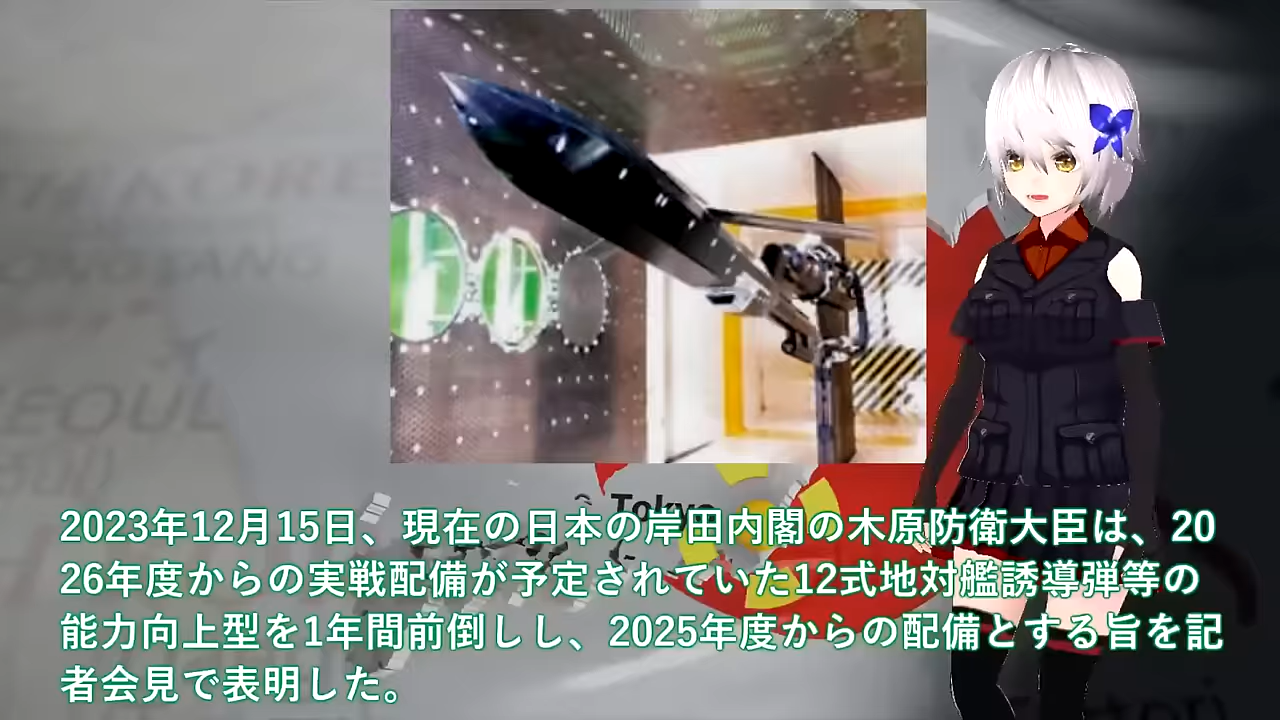 TH KORE
YANG
SEOUL
Tokyo
2023年12月15日、現在の日本の岸田内閣の木原防衛大臣は、20
26年度からの実戦配備が予定されていた12式地対艦誘導弾等の
能力向上型を1年間前倒しし、2025年度からの配備とする旨を記
者会見で表明した。